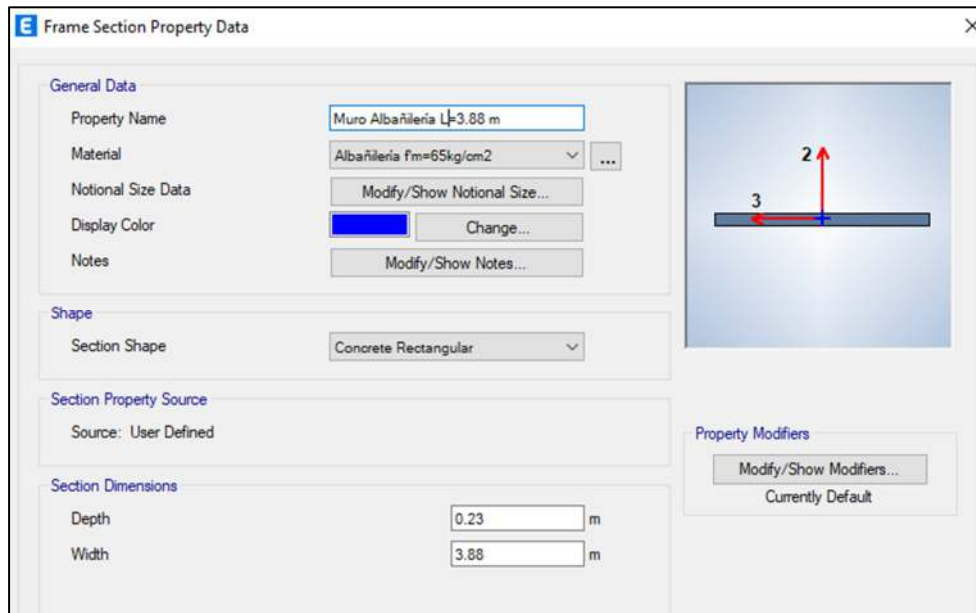 E Frame Section Property Data
General Data
Property Name Muro Albañilería L=3.88 m
Material Albañilería f'm=65kg/cm2 ...
Notional Size Data Modify/Show Notional Size...
Display Color Change...
Notes Modify/Show Notes...
Shape
Section Shape Concrete Rectangular
Section Property Source
Source: User Defined
Section Dimensions
Depth 0.23 m
Width 3.88 m
2
3
Property Modifiers
Modify/Show Modifiers...
Currently Default